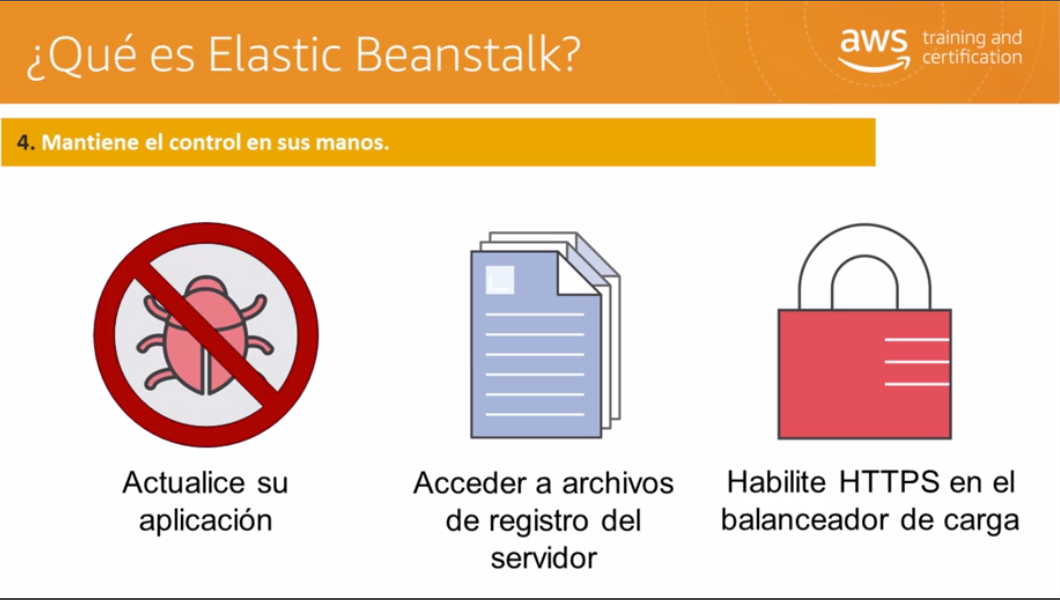 ¿Qué es Elastic Beanstalk?
aws training and
certification
4. Mantiene el control en sus manos.
Actualice su
aplicación
Acceder a archivos
de registro del
servidor
Habilite HTTPS en el
balanceador de carga